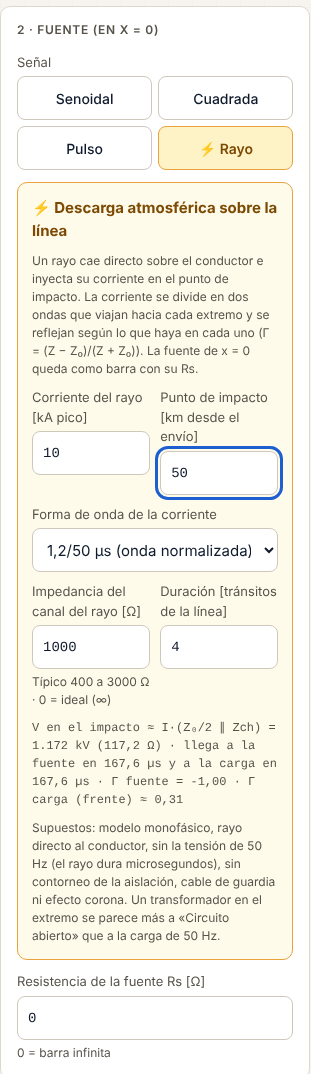 2 · FUENTE (EN X = 0)
Señal
Senoidal
Cuadrada
Pulso
⚡ Rayo
⚡ Descarga atmosférica sobre la
línea
Un rayo cae directo sobre el conductor e
inyecta su corriente en el punto de
impacto. La corriente se divide en dos
ondas que viajan hacia cada extremo y se
reflejan según lo que haya en cada uno (Γ
= (Z − Z₀)/(Z + Z₀)). La fuente de x = 0
queda como barra con su Rs.
Corriente del rayo
[kA pico]
10
Punto de impacto
[km desde el
envío]
50
Forma de onda de la corriente
1,2/50 µs (onda normalizada)
Impedancia del
canal del rayo [Ω]
1000
Duración [tránsitos
de la línea]
4
Típico 400 a 3000 Ω
· 0 = ideal (∞)
V en el impacto ≈ I·(Z₀/2 ∥ Zch) =
1.172 kV (117,2 Ω) · llega a la
fuente en 167,6 µs y a la carga en
167,6 µs · Γ fuente = -1,00 · Γ
carga (frente) ≈ 0,31
Supuestos: modelo monofásico, rayo
directo al conductor, sin la tensión de 50
Hz (el rayo dura microsegundos), sin
contorneo de la aislación, cable de guardia
ni efecto corona. Un transformador en el
extremo se parece más a «Circuito
abierto» que a la carga de 50 Hz.
Resistencia de la fuente Rs [Ω]
0
0 = barra infinita